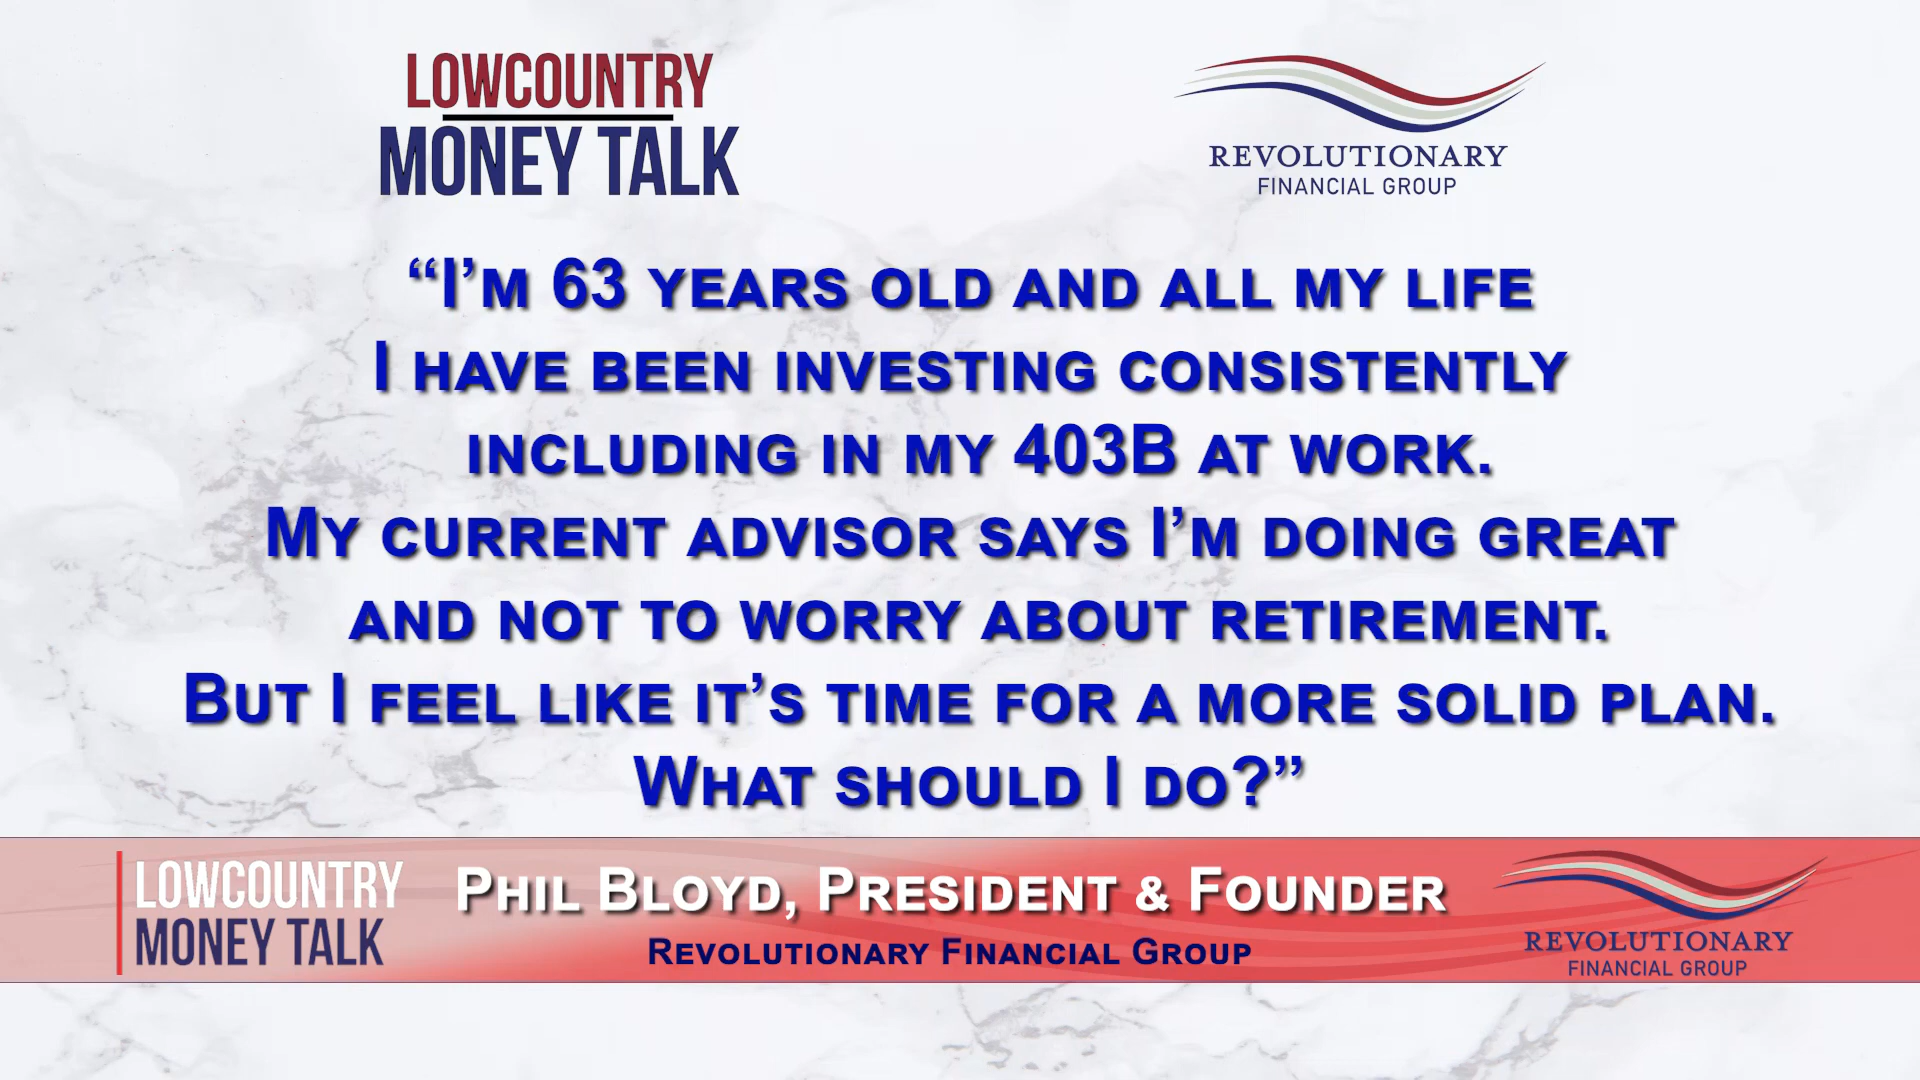 LOWCOUNTRY
MONEY TALK
REVOLUTIONARY
FINANCIAL GROUP
“I’M 63 YEARS OLD AND ALL MY LIFE
I HAVE BEEN INVESTING CONSISTENTLY
INCLUDING IN MY 403B AT WORK.
MY CURRENT ADVISOR SAYS I’M DOING GREAT
AND NOT TO WORRY ABOUT RETIREMENT.
BUT I FEEL LIKE IT’S TIME FOR A MORE SOLID PLAN.
WHAT SHOULD I DO?”
LOWCOUNTRY
MONEY TALK
PHIL BLOYD, PRESIDENT & FOUNDER
REVOLUTIONARY FINANCIAL GROUP
REVOLUTIONARY
FINANCIAL GROUP